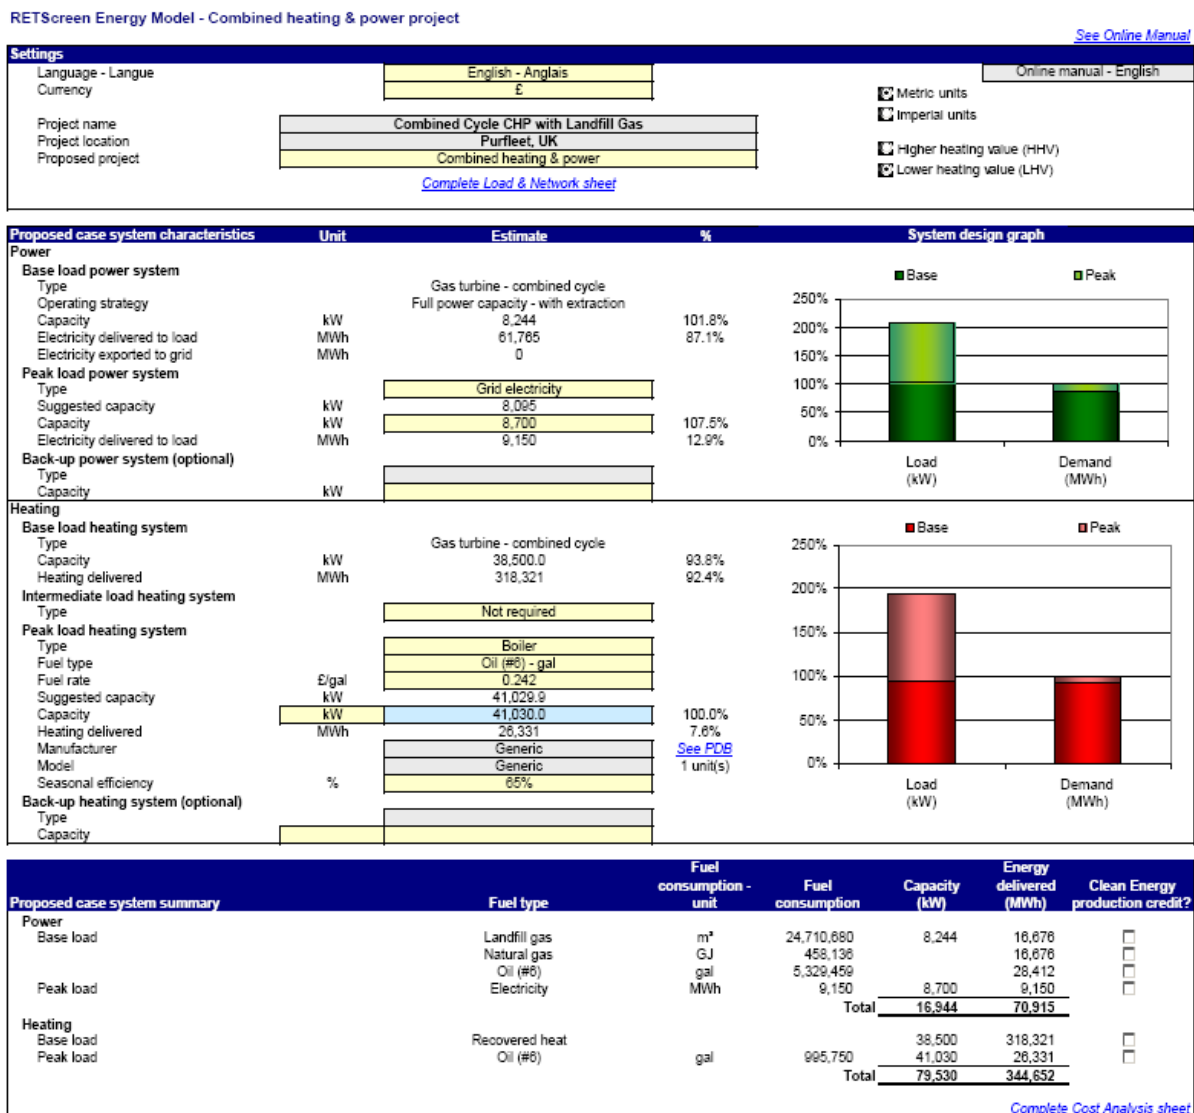 RETScreen Energy Model - Combined heating & power project
See Online Manual
Settings
Language - Langue English - Anglais Online manual - English
Currency £ Metric units
Imperial units
Project name Combined Cycle CHP with Landfill Gas
Project location Purfleet, UK Higher heating value (HHV)
Proposed project Combined heating & power Lower heating value (LHV)
Complete Load & Network sheet
Proposed case system characteristics Unit Estimate % System design graph
Power
Base load power system Base Peak
Type Gas turbine - combined cycle
Operating strategy Full power capacity - with extraction
Capacity kW 8,244 101.8%
Electricity delivered to load MWh 61,765 87.1%
Electricity exported to grid MWh 0
Peak load power system
Type Grid electricity
Suggested capacity kW 8,095
Capacity kW 8,700 107.5%
Electricity delivered to load MWh 9,150 12.9%
Back-up power system (optional)
Type
Capacity kW
250%
200%
150%
100%
50%
0%
Load Demand
(kW) (MWh)
Heating
Base load heating system Base Peak
Type Gas turbine - combined cycle
Capacity kW 38,500.0 93.8%
Heating delivered MWh 318,321 92.4%
Intermediate load heating system
Type Not required
Peak load heating system
Type Boiler
Fuel type Oil (#6) - gal
Fuel rate £/gal 0.242
Suggested capacity kW 41,029.9
Capacity kW 41,030.0 100.0%
Heating delivered MWh 26,331 7.6%
Manufacturer Generic See PDB
Model Generic 1 unit(s)
Seasonal efficiency % 65%
Back-up heating system (optional)
Type
Capacity
250%
200%
150%
100%
50%
0%
Load Demand
(kW) (MWh)
Proposed case system summary Fuel type Fuel consumption - unit Fuel consumption Capacity (kW) Energy delivered (MWh) Clean Energy production credit?
Power
Base load Landfill gas m³ 24,710,680 8,244 16,676
Natural gas GJ 458,136 16,676
Oil (#6) gal 5,329,459 28,412
Peak load Electricity MWh 9,150 8,700 9,150
Total 16,944 70,915
Heating
Base load Recovered heat 38,500 318,321
Peak load Oil (#6) gal 995,750 41,030 26,331
Total 79,530 344,652
Complete Cost Analysis sheet